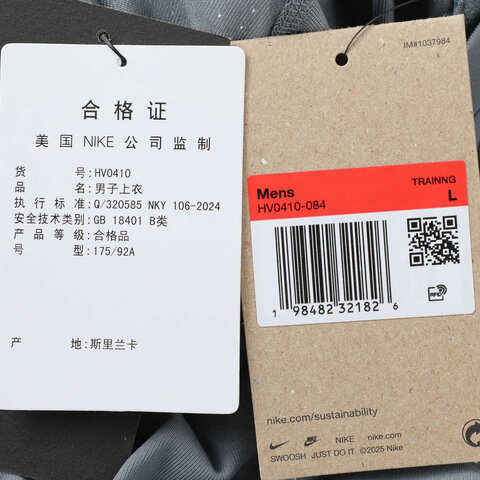 合格证
美国 NIKE 公司监制
货 号:HV0410
品 名:男子上衣
执行标准:Q/320585 NKY 106-2024
安全技术类别:GB 18401 B类
产品等级:合格品
号 型:175/92A
产 地:斯里兰卡
IM#1037984
TRAINNG
Mens L
HV0410-084
1 98482 32182 6
RFID
nike.com/sustainability
NIKE nike.com
SWOOSH JUST DO IT. ©2025 Nike